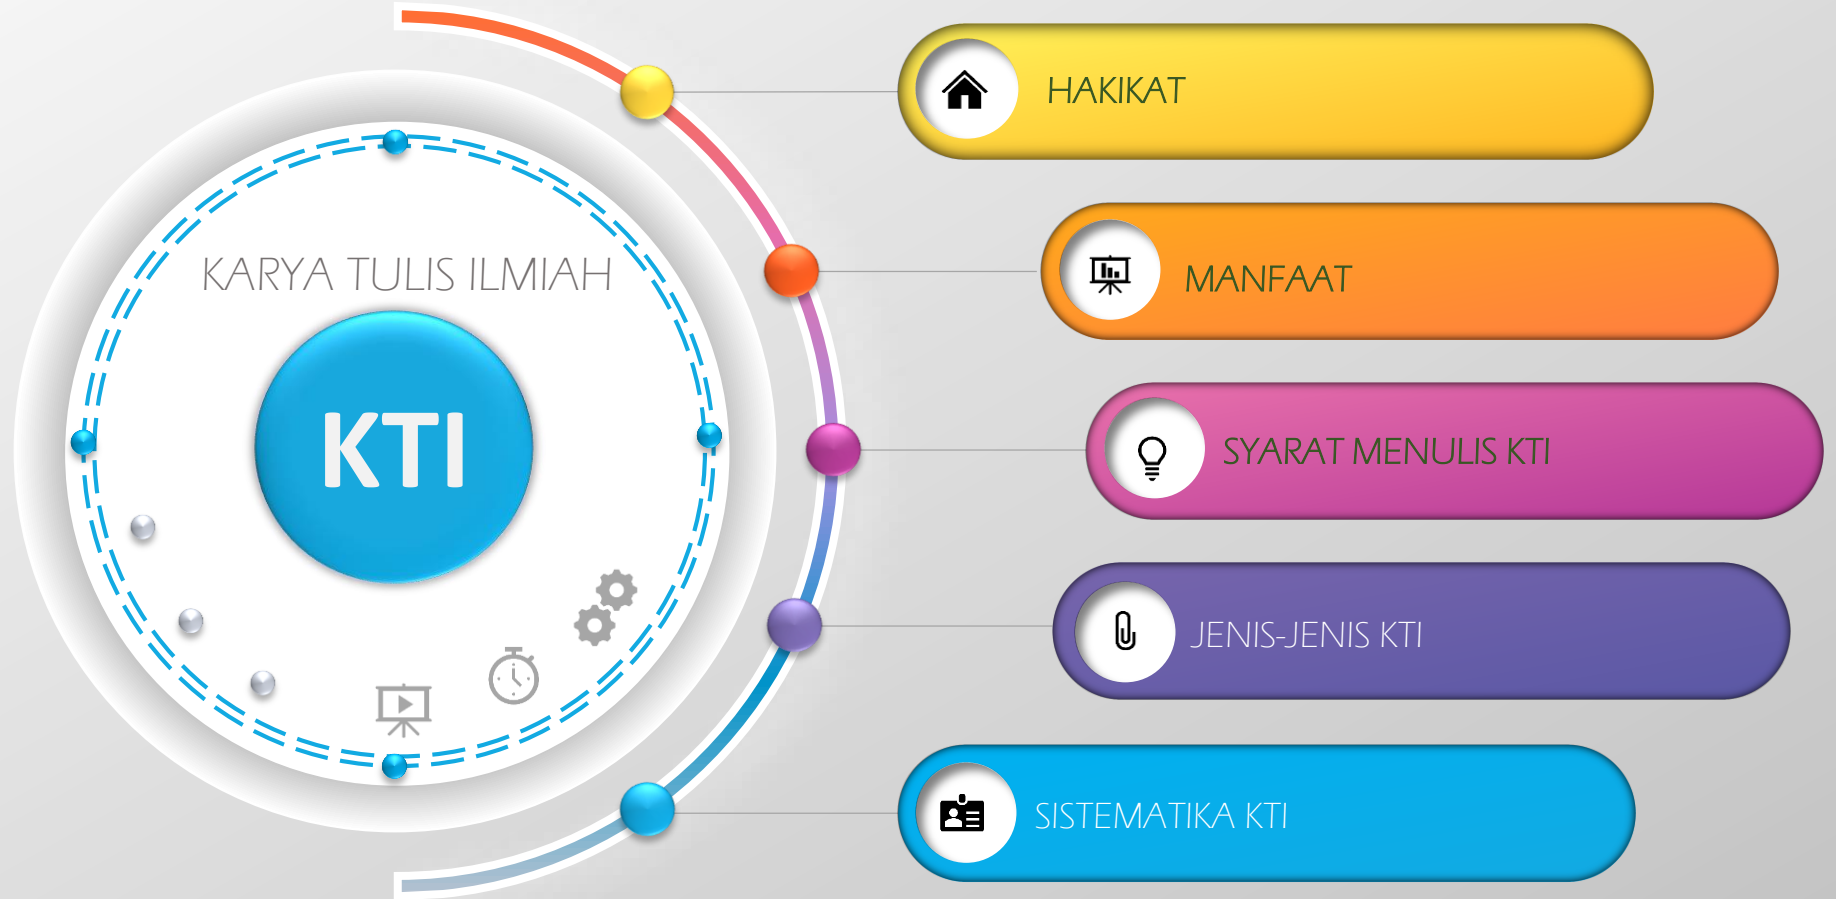 KARYA TULIS ILMIAH
KTI
HAKIKAT
MANFAAT
SYARAT MENULIS KTI
JENIS-JENIS KTI
SISTEMATIKA KTI